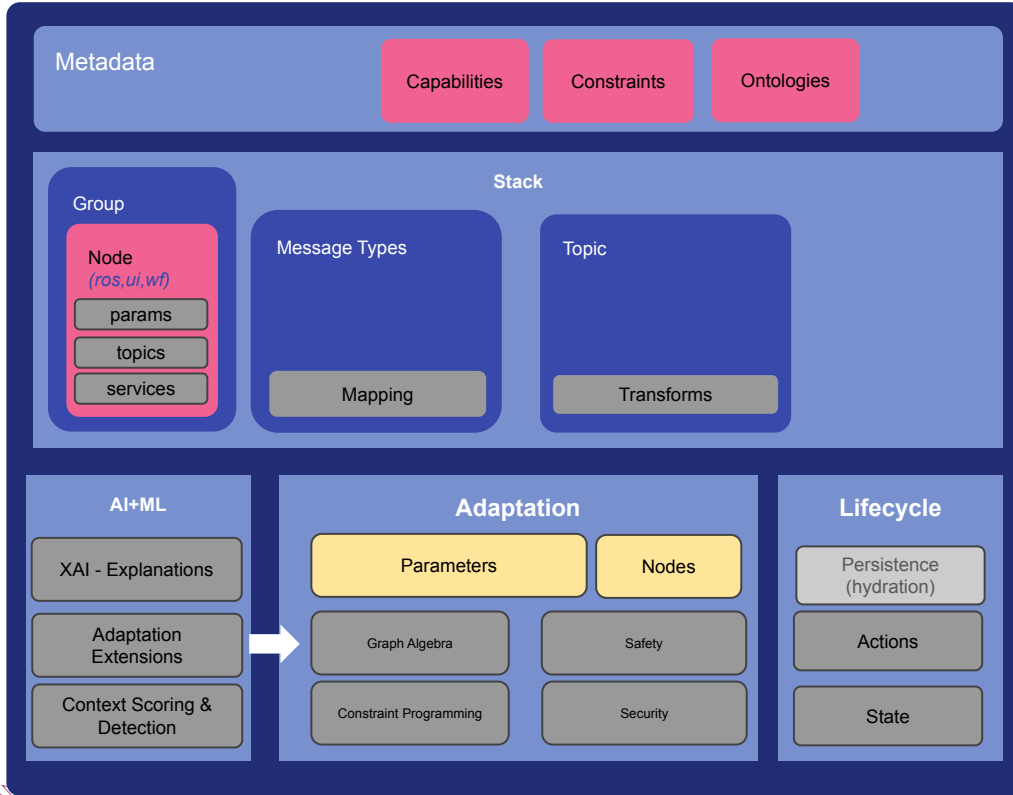 Metadata
Capabilities
Constraints
Ontologies
Stack
Group
Node
(ros,ui,wf)
params
topics
services
Message Types
Mapping
Topic
Transforms
AI+ML
XAI - Explanations
Adaptation
Extensions
Context Scoring &
Detection
Adaptation
Parameters
Nodes
Graph Algebra
Safety
Constraint Programming
Security
Lifecycle
Persistence
(hydration)
Actions
State